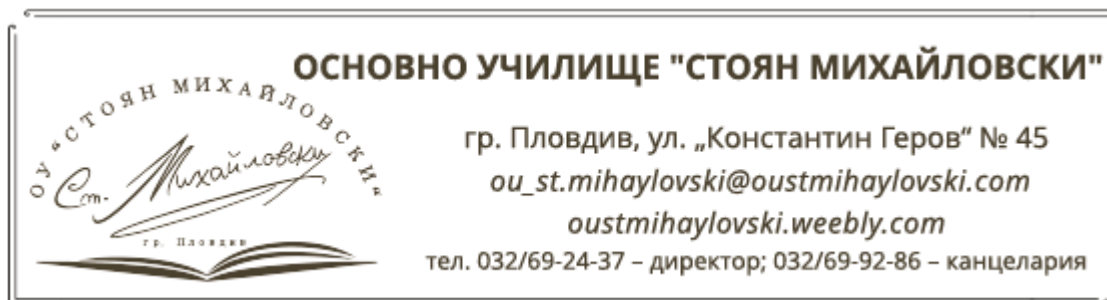 ОСНОВНО УЧИЛИЩЕ "СТОЯН МИХАЙЛОВСКИ"
ОУ "СТОЯН МИХАЙЛОВСКИ"
Ст. Михайловски
гр. Пловдив
гр. Пловдив, ул. „Константин Геров“ № 45
ou_st.mihaylovski@oustmihaylovski.com
oustmihaylovski.weebly.com
тел. 032/69-24-37 – директор; 032/69-92-86 – канцелария